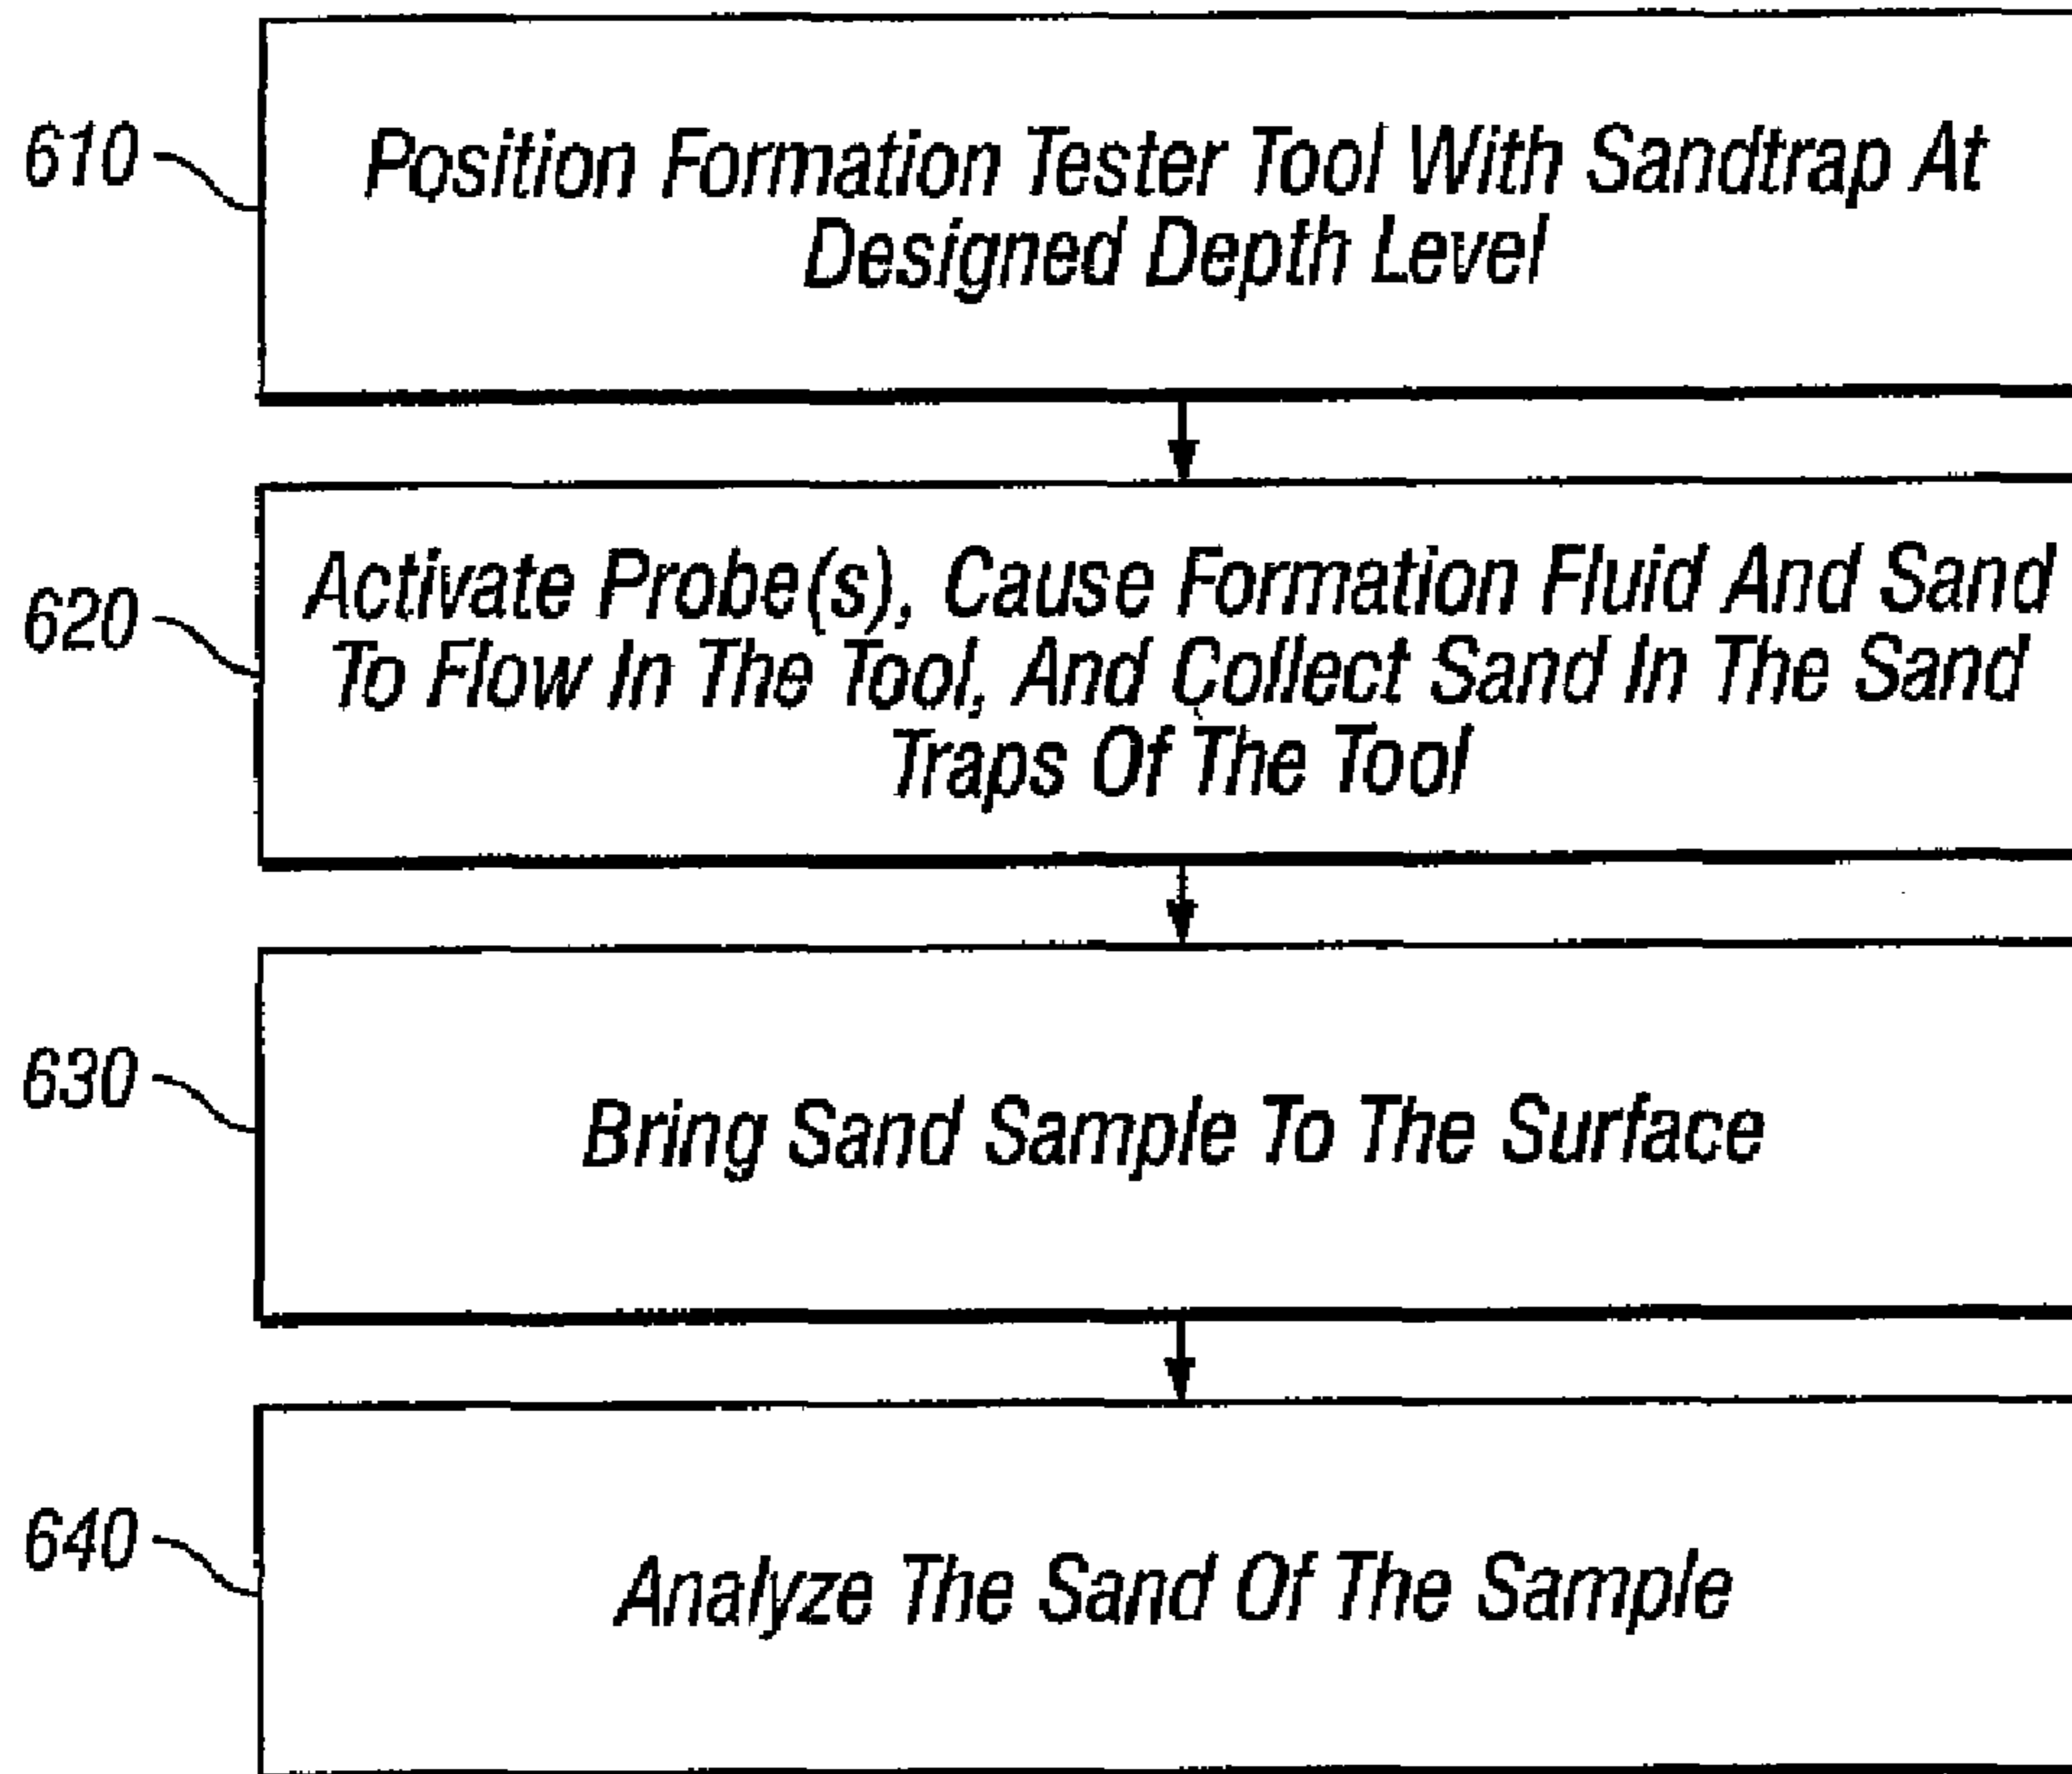 610
Position Formation Tester Tool With Sandtrap At
Designed Depth Level
620
Activate Probe(s), Cause Formation Fluid And Sand
To Flow In The Tool, And Collect Sand In The Sand
Traps Of The Tool
630
Bring Sand Sample To The Surface
640
Analyze The Sand Of The Sample